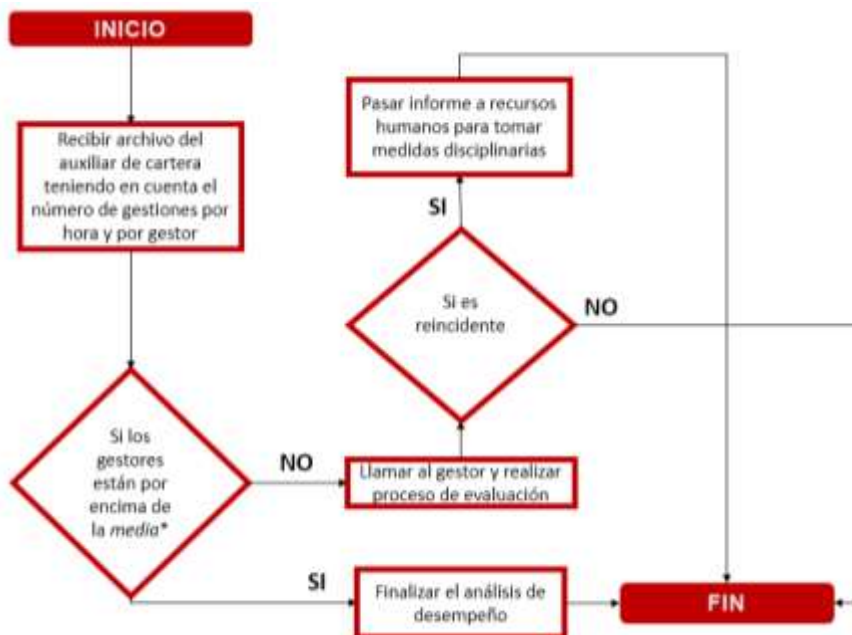 INICIO
Recibir archivo del
auxiliar de cartera
teniendo en cuenta el
número de gestiones por
hora y por gestor
Si los
gestores
están por
encima de
la media*
NO
Llamar al gestor y realizar
proceso de evaluación
Si es
reincidente
SI
Pasar informe a recursos
humanos para tomar
medidas disciplinarias
NO
SI
Finalizar el análisis de
desempeño
FIN